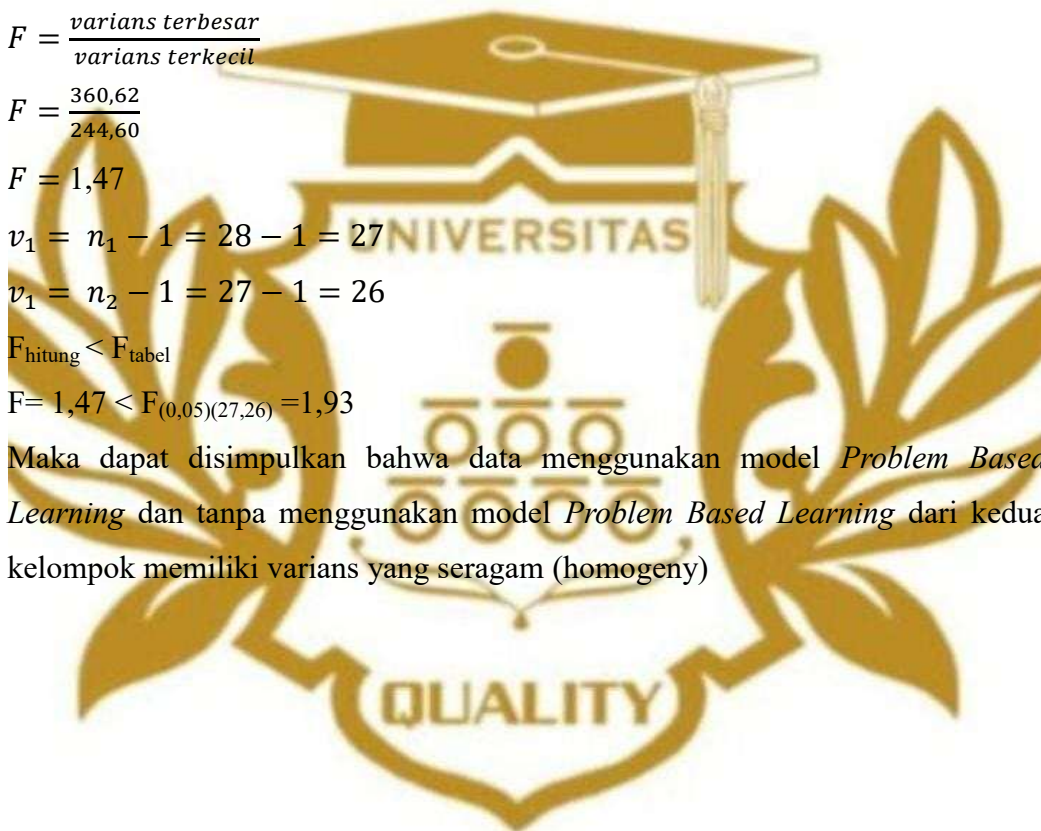 F = varians terbesar / varians terkecil
F = 360,62 / 244,60
F = 1,47
v₁ = n₁ − 1 = 28 − 1 = 27
v₁ = n₂ − 1 = 27 − 1 = 26
Fhitung < Ftabel
F= 1,47 < F(0,05)(27,26) =1,93
Maka dapat disimpulkan bahwa data menggunakan model Problem Based
Learning dan tanpa menggunakan model Problem Based Learning dari kedua
kelompok memiliki varians yang seragam (homogeny)
UNIVERSITAS
QUALITY